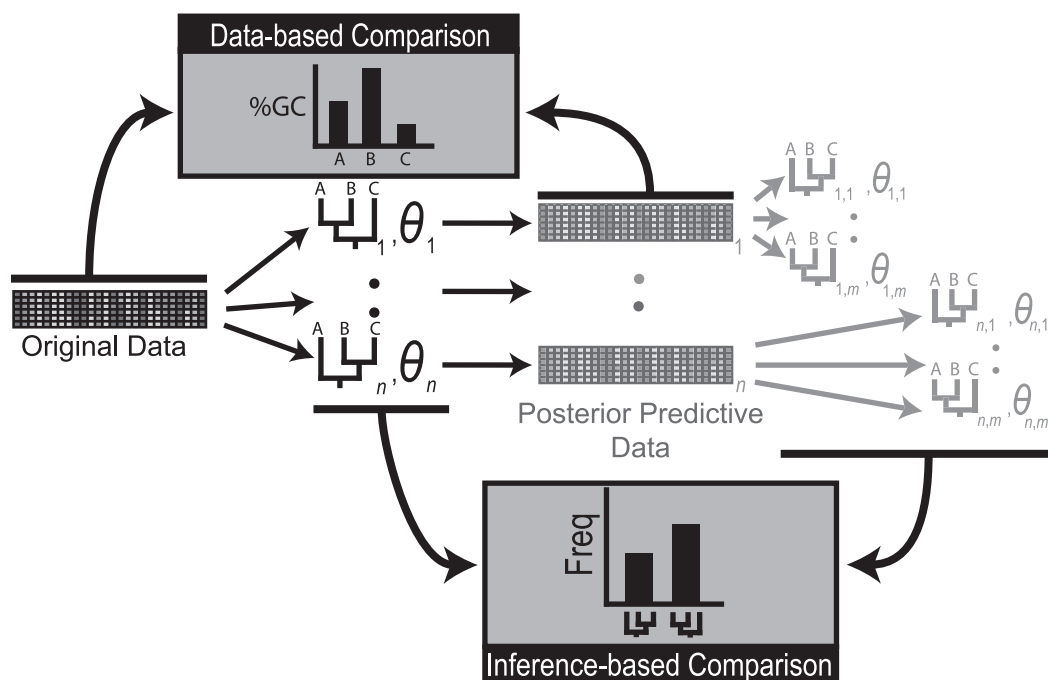 Data-based Comparison
%GC
A B C
A B C
1,1 , θ1,1
A B C
1 , θ1
1
A B C
1,m , θ1,m
Original Data
A B C
n,1 , θn,1
A B C
n , θn
n
A B C
n,m , θn,m
Posterior Predictive
Data
Freq
Inference-based Comparison